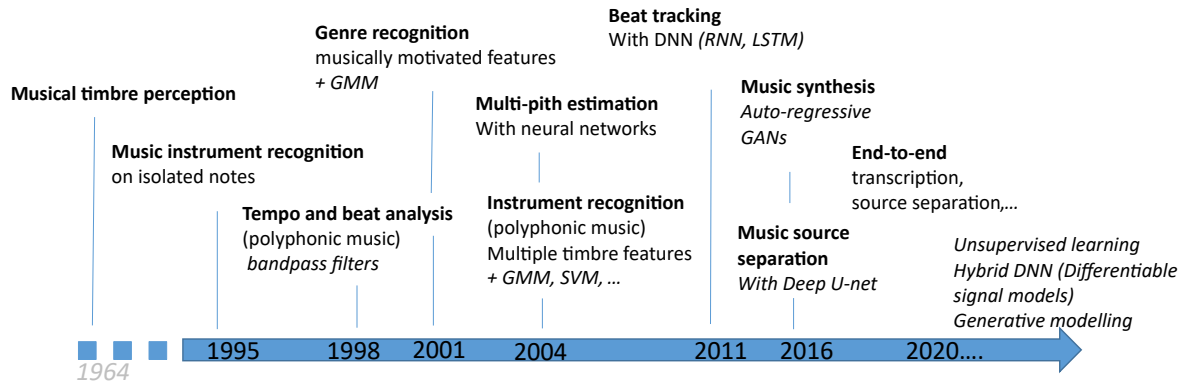 Musical timbre perception
Music instrument recognition
on isolated notes
Tempo and beat analysis
(polyphonic music)
bandpass filters
Genre recognition
musically motivated features
+ GMM
Multi-pith estimation
With neural networks
Instrument recognition
(polyphonic music)
Multiple timbre features
+ GMM, SVM, ...
Beat tracking
With DNN (RNN, LSTM)
Music synthesis
Auto-regressive
GANs
Music source
separation
With Deep U-net
End-to-end
transcription,
source separation,...
Unsupervised learning
Hybrid DNN (Differentiable
signal models)
Generative modelling
1964
1995
1998
2001
2004
2011
2016
2020....